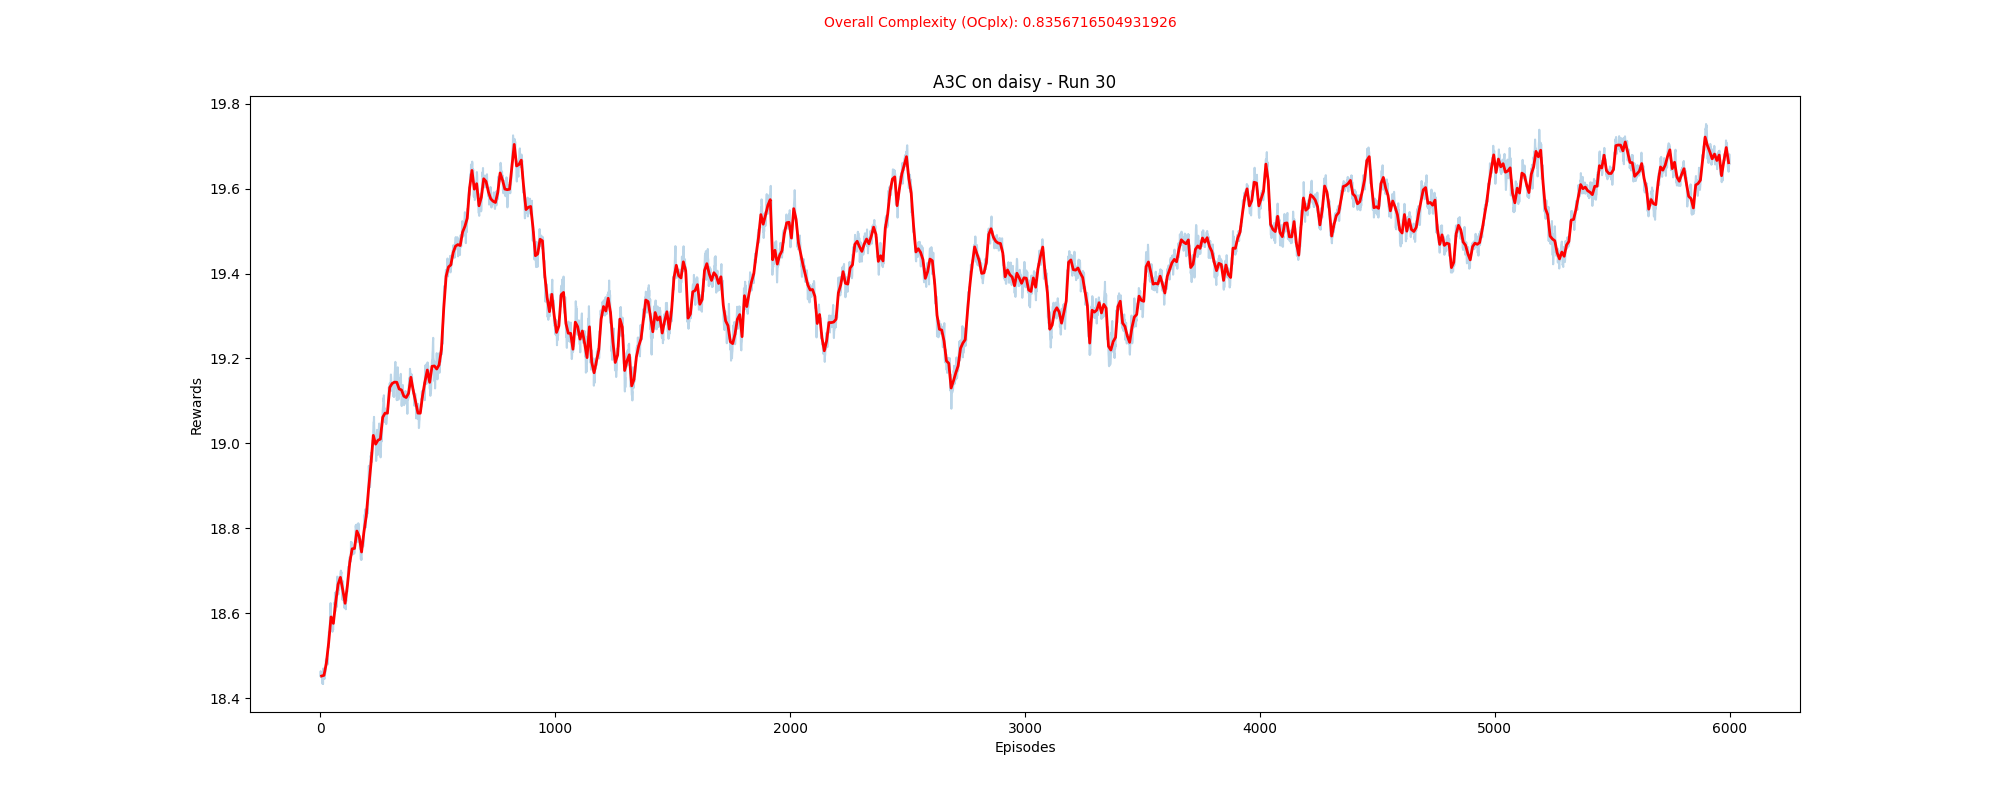 Overall Complexity (OCplx): 0.8356716504931926
A3C on daisy - Run 30
19.8
19.6
19.4
19.2
19.0
18.8
18.6
18.4
Rewards
0 1000 2000 3000 4000 5000 6000
Episodes